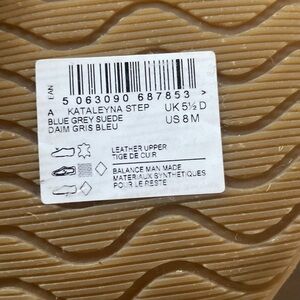 EAN
5 063090 687853 >
A KATALEYNA STEP UK 5½ D
BLUE GREY SUEDE US 8 M
DAIM GRIS BLEU
LEATHER UPPER
TIGE DE CUIR
BALANCE MAN MADE
MATERIAUX SYNTHETIQUES
POUR LE RESTE